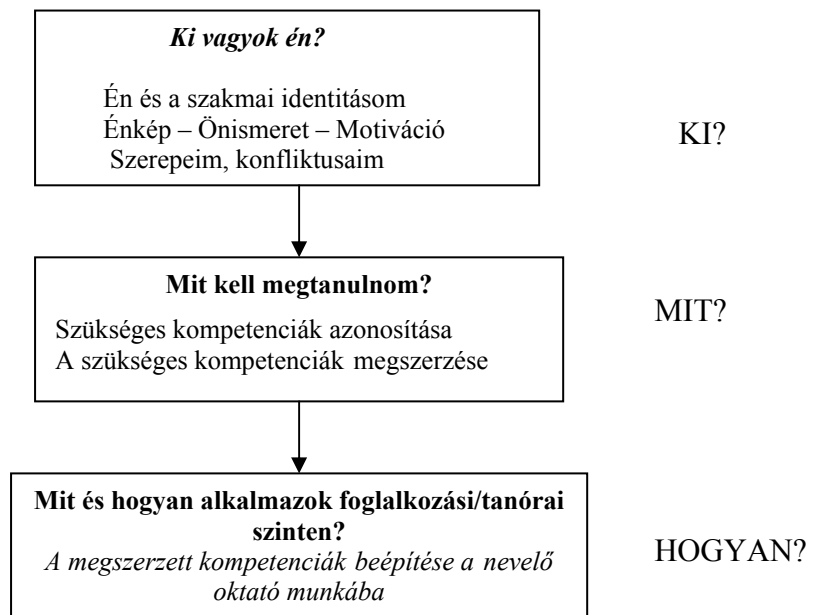 Ki vagyok én?
Én és a szakmai identitásom
Énkép – Önismeret – Motiváció
Szerepeim, konfliktusaim
KI?
Mit kell megtanulnom?
Szükséges kompetenciák azonosítása
A szükséges kompetenciák megszerzése
MIT?
Mit és hogyan alkalmazok foglalkozási/tanórai
szinten?
A megszerzett kompetenciák beépítése a nevelő
oktató munkába
HOGYAN?